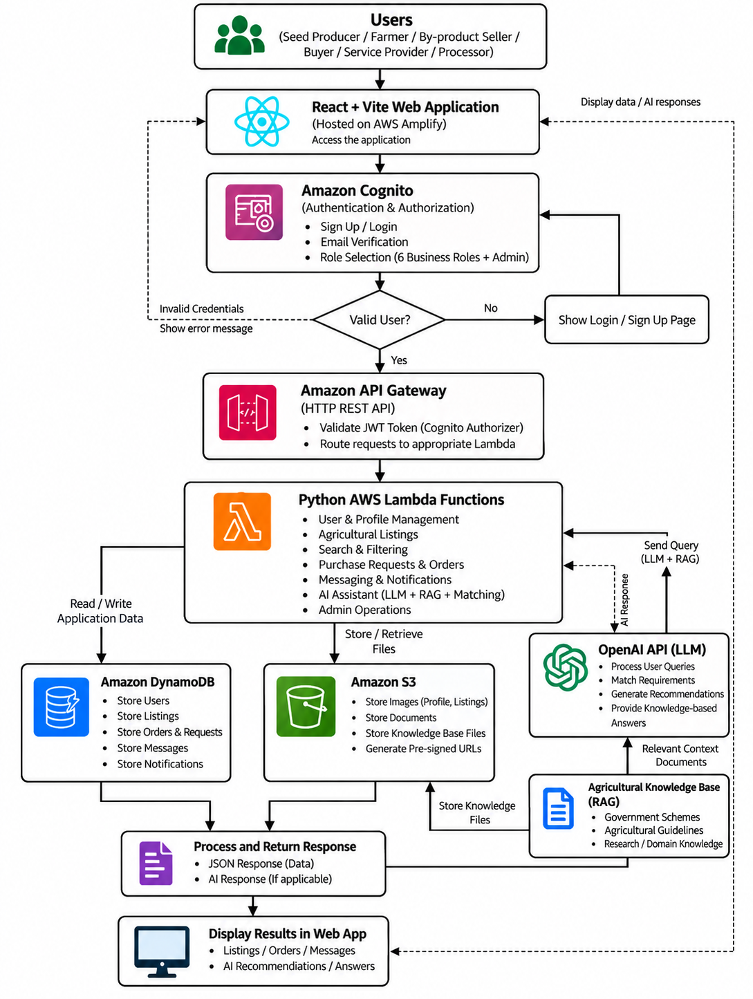 Users
(Seed Producer / Farmer / By-product Seller /
Buyer / Service Provider / Processor)
React + Vite Web Application
(Hosted on AWS Amplify)
Access the application
Display data / AI responses
Amazon Cognito
(Authentication & Authorization)
• Sign Up / Login
• Email Verification
• Role Selection (6 Business Roles + Admin)
Invalid Credentials
Show error message
Valid User?
No
Show Login / Sign Up Page
Yes
Amazon API Gateway
(HTTP REST API)
• Validate JWT Token (Cognito Authorizer)
• Route requests to appropriate Lambda
</>
Python AWS Lambda Functions
• User & Profile Management
• Agricultural Listings
• Search & Filtering
• Purchase Requests & Orders
• Messaging & Notifications
• AI Assistant (LLM + RAG + Matching)
• Admin Operations
Send Query
(LLM + RAG)
AI Response
Read / Write
Application Data
Store / Retrieve
Files
OpenAI API (LLM)
• Process User Queries
• Match Requirements
• Generate Recommendations
• Provide Knowledge-based
Answers
Amazon DynamoDB
• Store Users
• Store Listings
• Store Orders & Requests
• Store Messages
• Store Notifications
Amazon S3
• Store Images (Profile, Listings)
• Store Documents
• Store Knowledge Base Files
• Generate Pre-signed URLs
Relevant Context
Documents
Agricultural Knowledge Base
(RAG)
• Government Schemes
• Agricultural Guidelines
• Research / Domain Knowledge
Store Knowledge
Files
Process and Return Response
• JSON Response (Data)
• AI Response (If applicable)
Display Results in Web App
• Listings / Orders / Messages
• AI Recommendiations / Answers